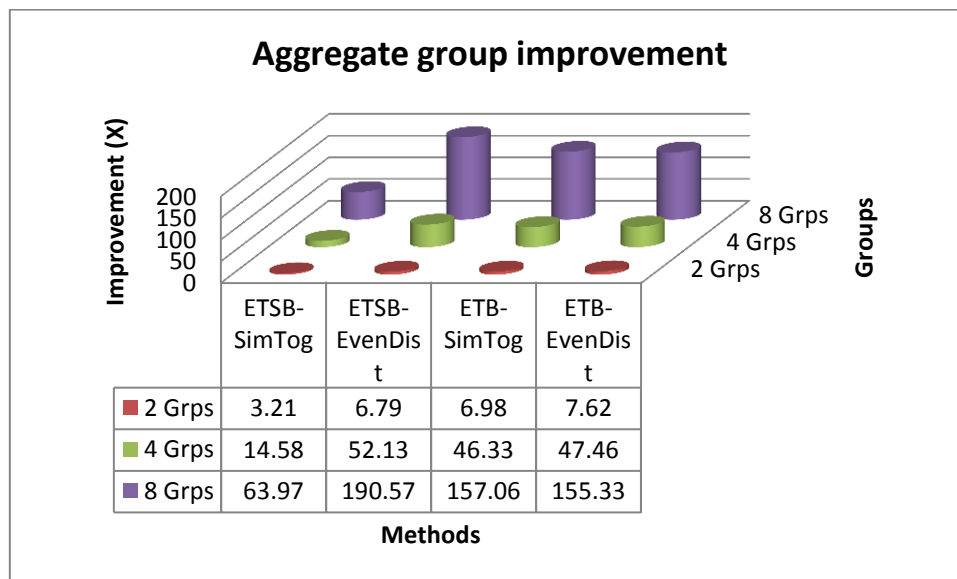 Aggregate group improvement
Improvement (X)
200
150
100
50
0
8 Grps
4 Grps
2 Grps
Groups
ETSB- ETSB- ETB- ETB-
SimTog EvenDis SimTog EvenDis
t t
2 Grps 3.21 6.79 6.98 7.62
4 Grps 14.58 52.13 46.33 47.46
8 Grps 63.97 190.57 157.06 155.33
Methods